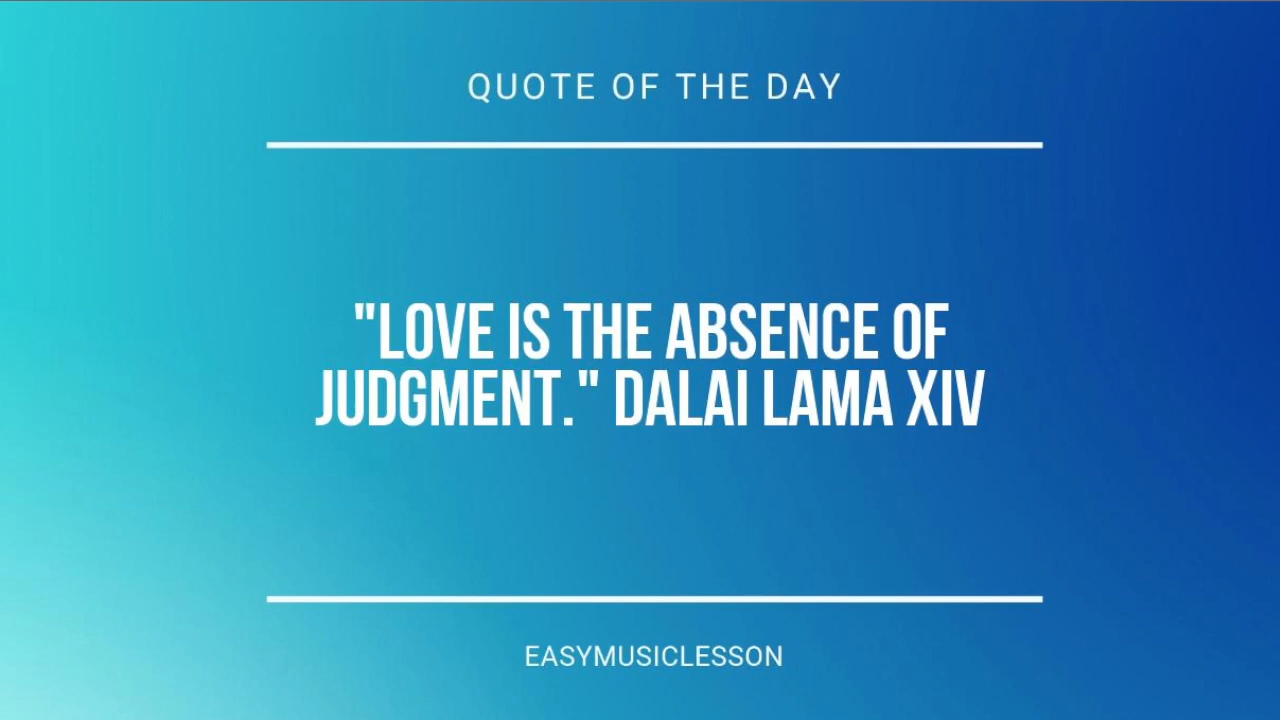 QUOTE OF THE DAY
"LOVE IS THE ABSENCE OF
JUDGMENT." DALAI LAMA XIV
EASYMUSICLESSON